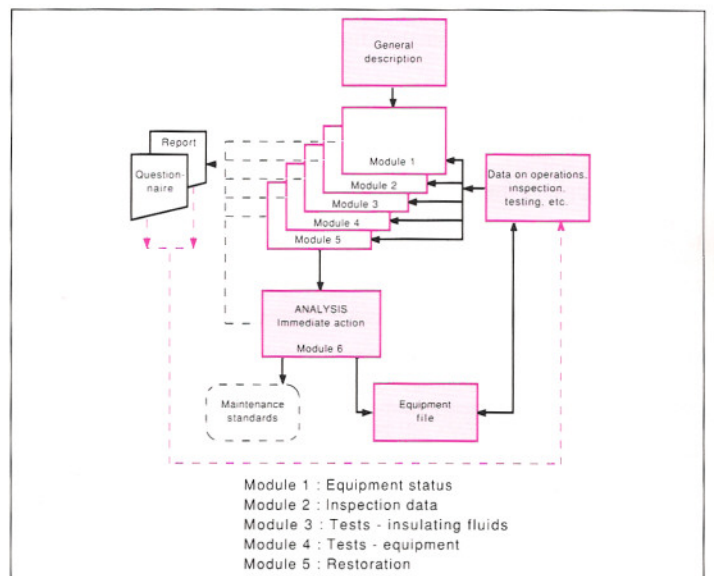 General
description
Report
Question-
naire
Module 1
Module 2
Module 3
Module 4
Module 5
Data on operations,
inspection,
testing, etc.
ANALYSIS
Immediate action
Module 6
Maintenance
standards
Equipment
file
Module 1 : Equipment status
Module 2 : Inspection data
Module 3 : Tests - insulating fluids
Module 4 : Tests - equipment
Module 5 : Restoration